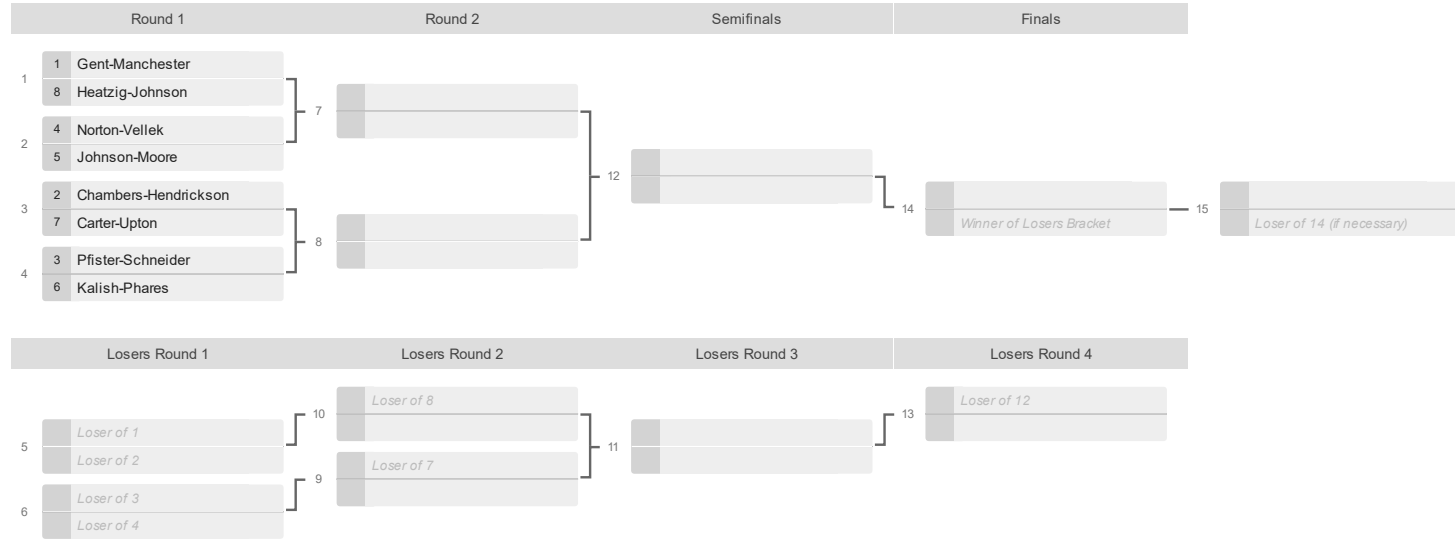 Round 1 Round 2 Semifinals Finals
1 Gent-Manchester
1
8 Heatzig-Johnson
7
4 Norton-Vellek
2
5 Johnson-Moore
12
2 Chambers-Hendrickson
3
7 Carter-Upton
14
Winner of Losers Bracket
15
Loser of 14 (if necessary)
8
3 Pfister-Schneider
4
6 Kalish-Phares
Losers Round 1 Losers Round 2 Losers Round 3 Losers Round 4
Loser of 8
10
Loser of 12
13
Loser of 1
5
Loser of 2
11
Loser of 7
9
Loser of 3
6
Loser of 4